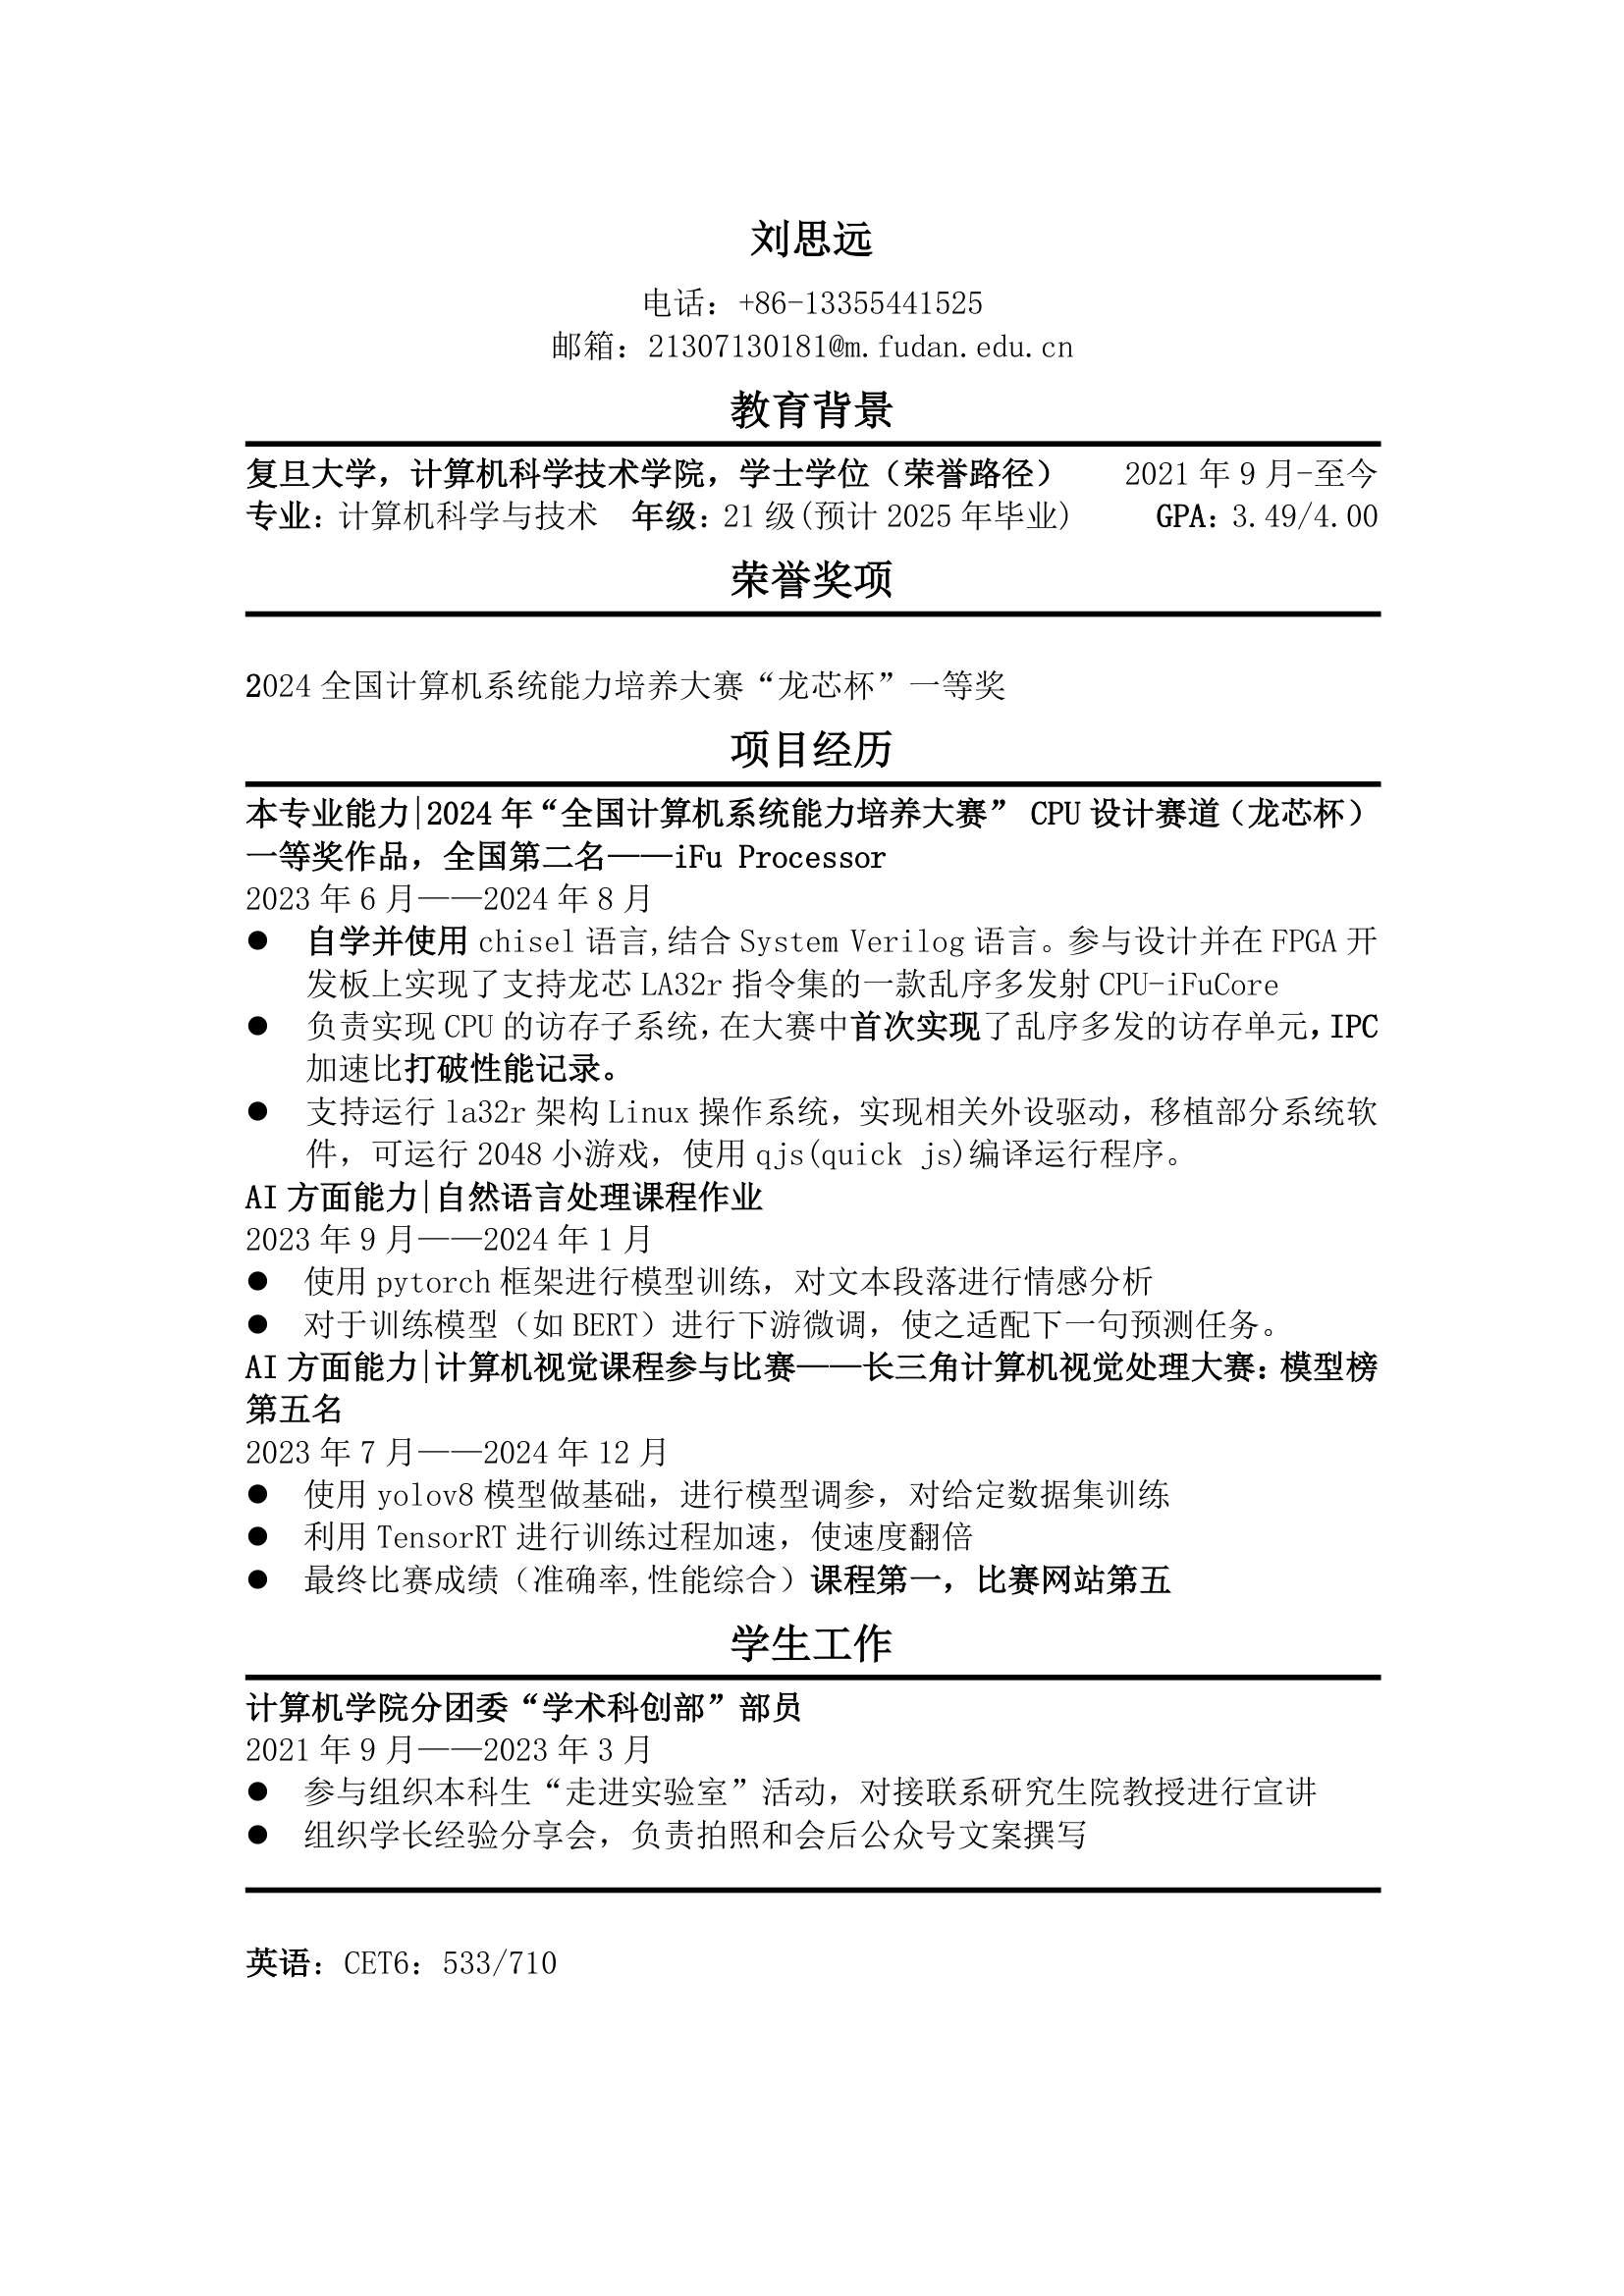 刘思远
电话：+86-13355441525
邮箱：21307130181@m.fudan.edu.cn
教育背景
复旦大学，计算机科学技术学院，学士学位（荣誉路径） 2021 年 9 月-至今
专业：计算机科学与技术 年级：21 级(预计 2025 年毕业) GPA：3.49/4.00
荣誉奖项
2024 全国计算机系统能力培养大赛“龙芯杯”一等奖
项目经历
本专业能力|2024 年“全国计算机系统能力培养大赛” CPU 设计赛道（龙芯杯）
一等奖作品，全国第二名——iFu Processor
2023 年 6 月——2024 年 8 月
● 自学并使用 chisel 语言,结合 System Verilog 语言。参与设计并在 FPGA 开
发板上实现了支持龙芯 LA32r 指令集的一款乱序多发射 CPU-iFuCore
● 负责实现 CPU 的访存子系统，在大赛中首次实现了乱序多发的访存单元，IPC
加速比打破性能记录。
● 支持运行 la32r 架构 Linux 操作系统，实现相关外设驱动，移植部分系统软
件，可运行 2048 小游戏，使用 qjs(quick js)编译运行程序。
AI 方面能力|自然语言处理课程作业
2023 年 9 月——2024 年 1 月
● 使用 pytorch 框架进行模型训练，对文本段落进行情感分析
● 对于训练模型（如 BERT）进行下游微调，使之适配下一句预测任务。
AI 方面能力|计算机视觉课程参与比赛——长三角计算机视觉处理大赛：模型榜
第五名
2023 年 7 月——2024 年 12 月
● 使用 yolov8 模型做基础，进行模型调参，对给定数据集训练
● 利用 TensorRT 进行训练过程加速，使速度翻倍
● 最终比赛成绩（准确率,性能综合）课程第一，比赛网站第五
学生工作
计算机学院分团委“学术科创部”部员
2021 年 9 月——2023 年 3 月
● 参与组织本科生“走进实验室”活动，对接联系研究生院教授进行宣讲
● 组织学长经验分享会，负责拍照和会后公众号文案撰写
英语：CET6：533/710